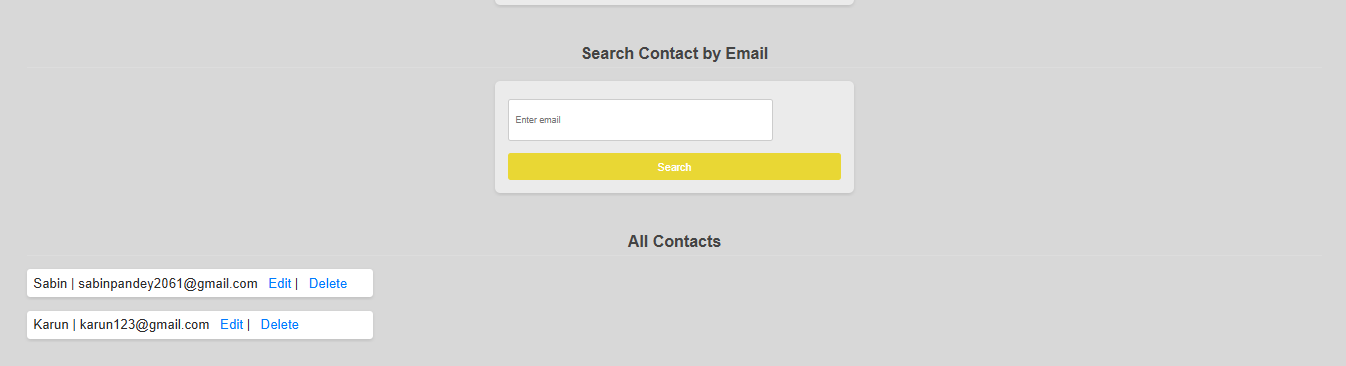 Search Contact by Email
Enter email
Search
All Contacts
Sabin | sabinpandey2061@gmail.com Edit | Delete
Karun | karun123@gmail.com Edit | Delete